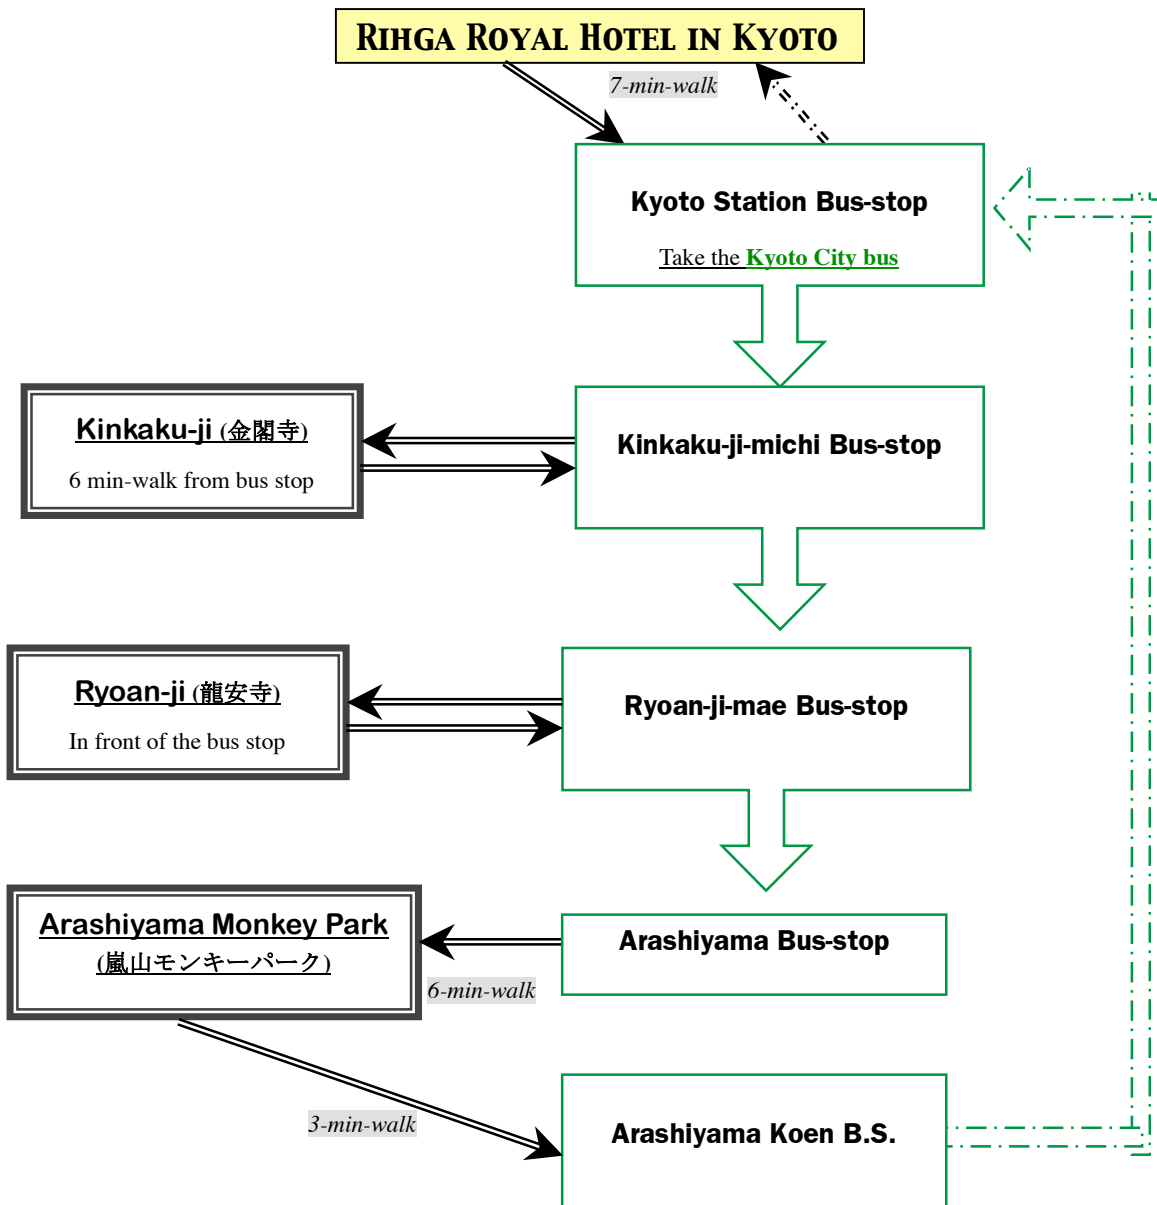 RIHGA ROYAL HOTEL IN KYOTO
7-min-walk
Kyoto Station Bus-stop
Take the Kyoto City bus
Kinkaku-ji (金閣寺)
6 min-walk from bus stop
Kinkaku-ji-michi Bus-stop
Ryoan-ji (龍安寺)
In front of the bus stop
Ryoan-ji-mae Bus-stop
Arashiyama Monkey Park
(嵐山モンキーパーク)
Arashiyama Bus-stop
6-min-walk
3-min-walk
Arashiyama Koen B.S.